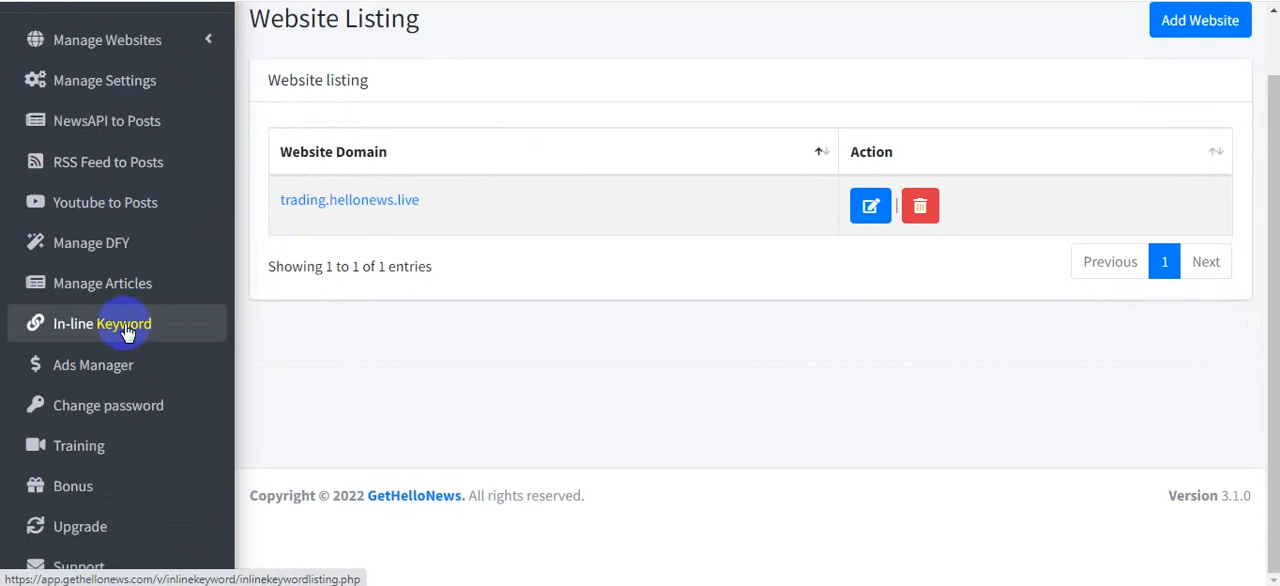 Manage Websites
Manage Settings
NewsAPI to Posts
RSS Feed to Posts
Youtube to Posts
Manage DFY
Manage Articles
In-line Keyword
Ads Manager
Change password
Training
Bonus
Upgrade
Support
Website Listing
Add Website
Website listing
Website Domain
Action
trading.hellonews.live
|
Showing 1 to 1 of 1 entries
Previous 1 Next
Copyright © 2022 GetHelloNews. All rights reserved.
Version 3.1.0
https://app.gethellonews.com/v/inlinekeyword/inlinekeywordlisting.php